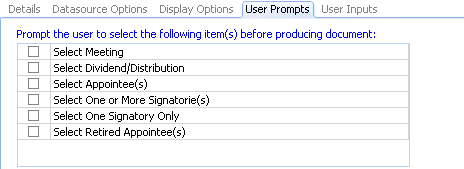 Details Datasource Options Display Options User Prompts User Inputs
Prompt the user to select the following item(s) before producing document:
Select Meeting
Select Dividend/Distribution
Select Appointee(s)
Select One or More Signatorie(s)
Select One Signatory Only
Select Retired Appointee(s)